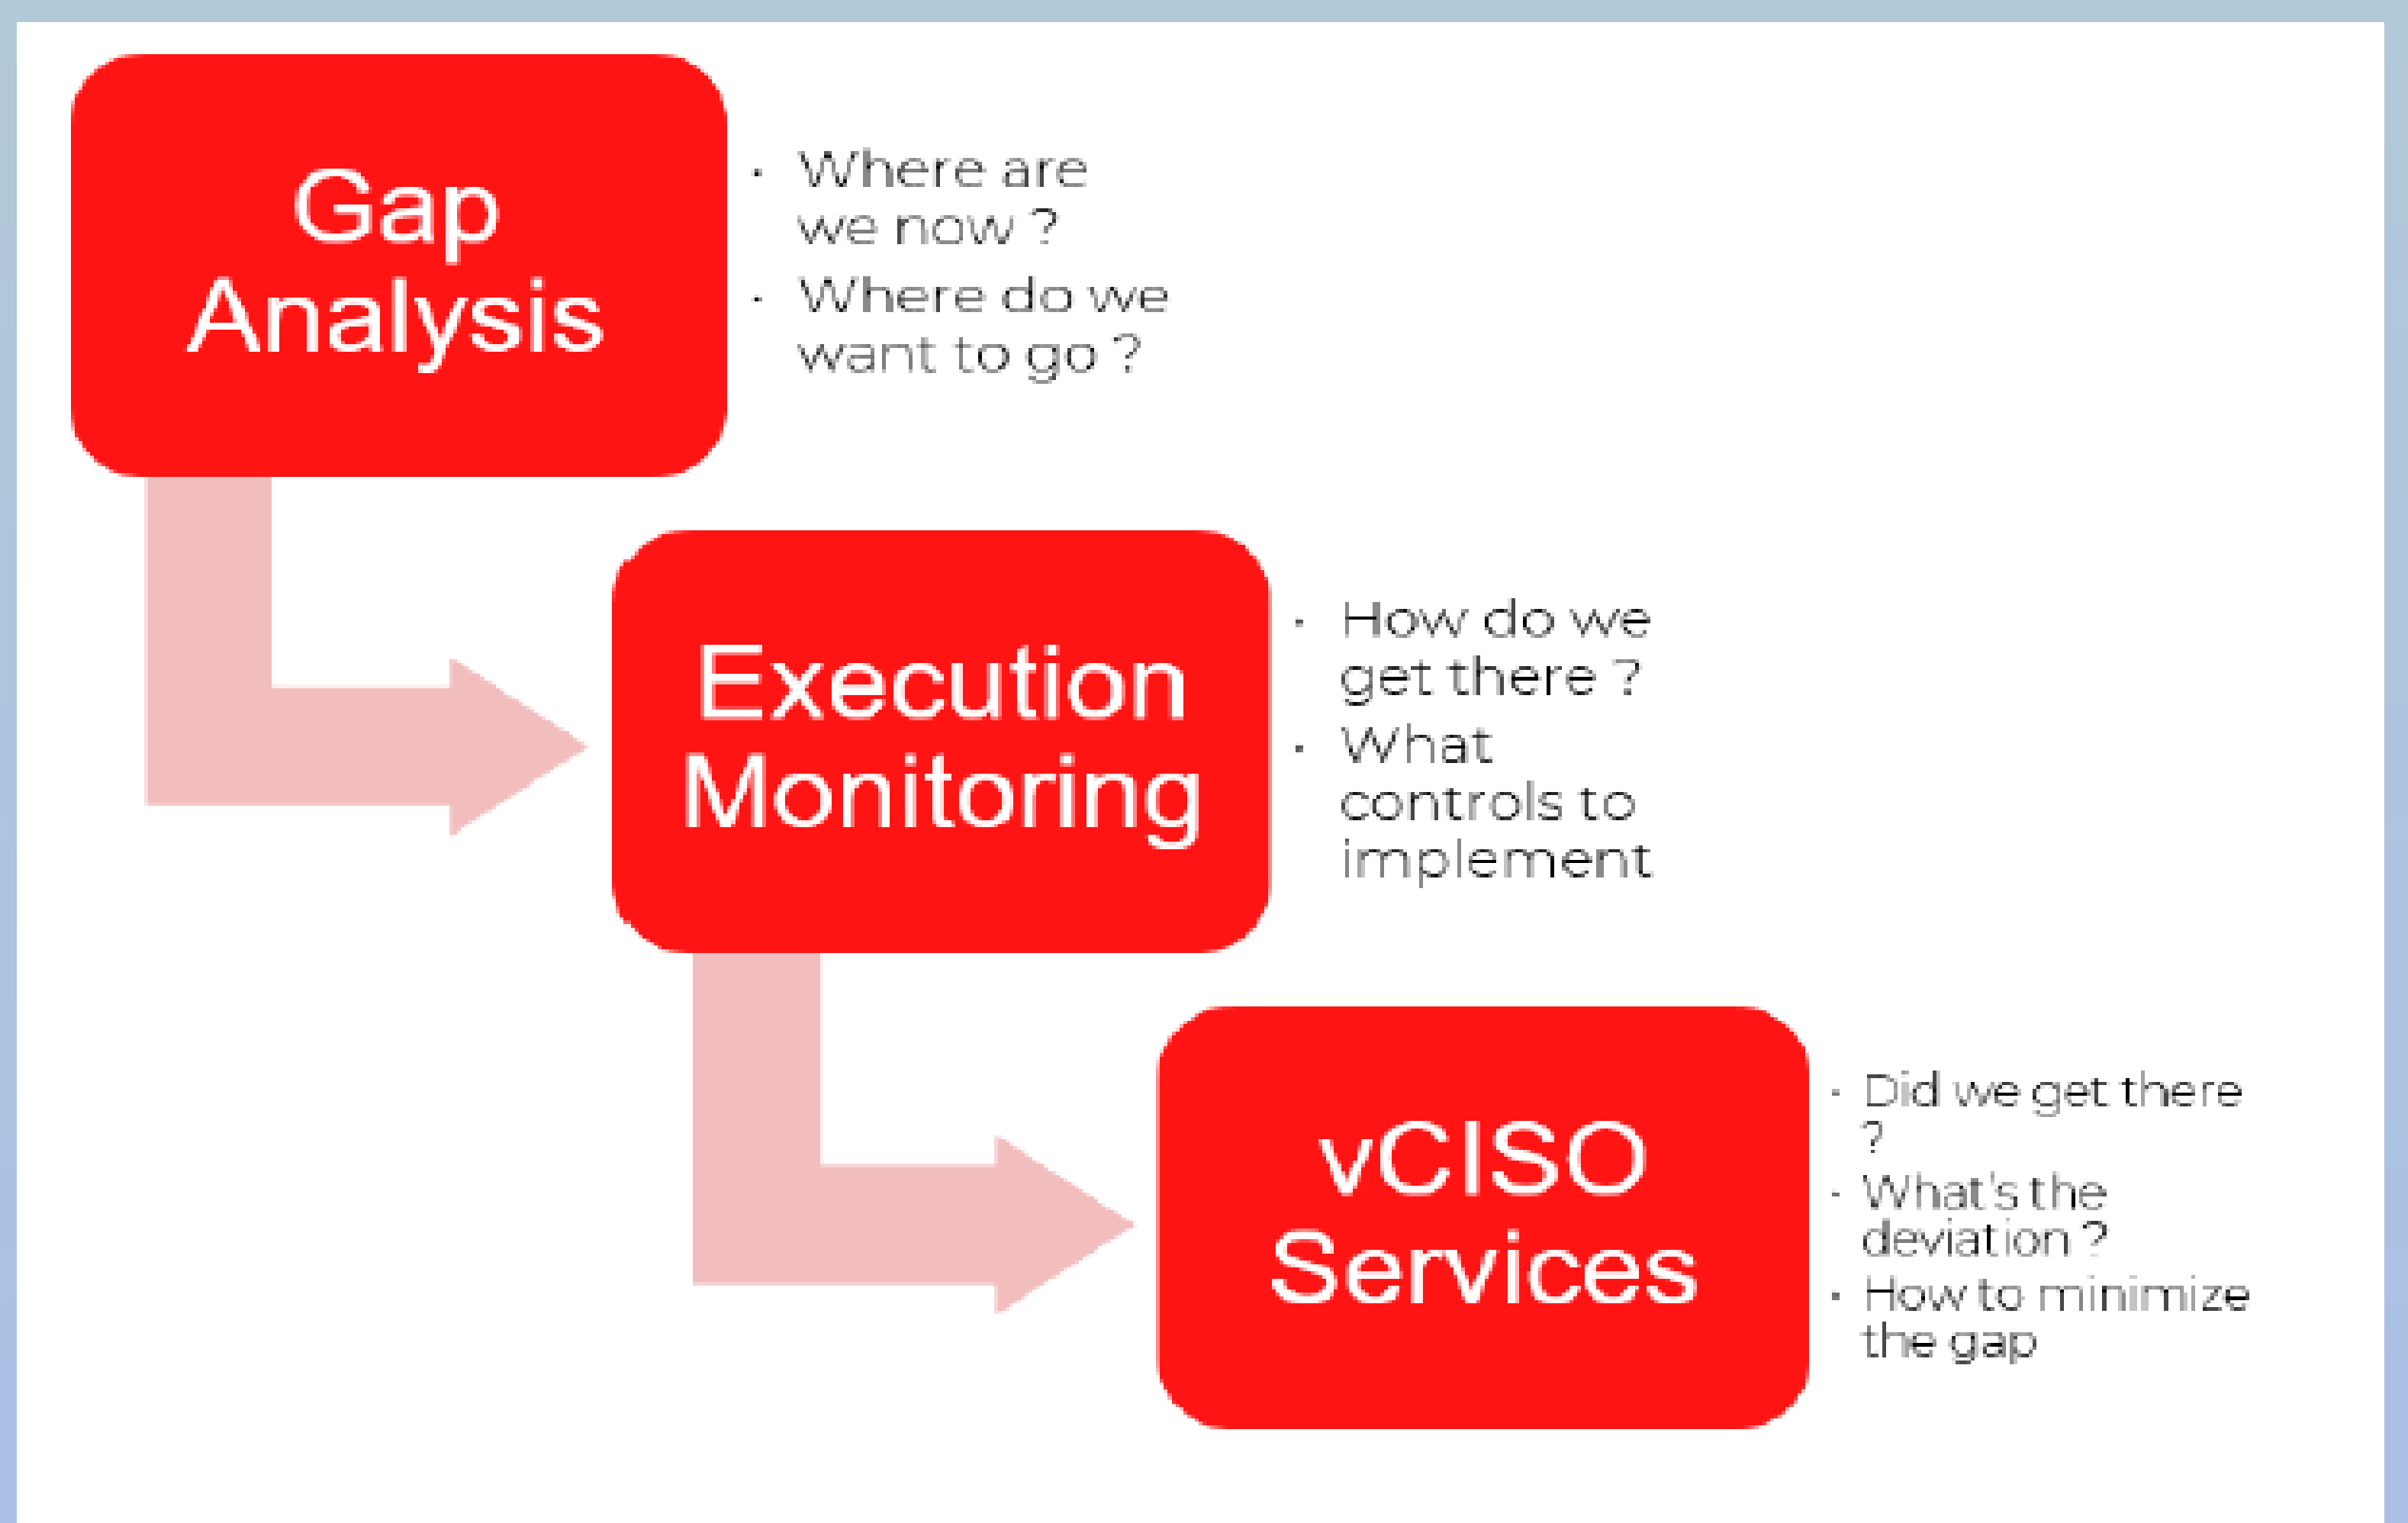 Gap
Analysis
· Where are
we now ?
· Where do we
want to go ?
Execution
Monitoring
· How do we
get there ?
· What
controls to
implement
vCISO
Services
· Did we get there
?
· What's the
deviation ?
· How to minimize
the gap